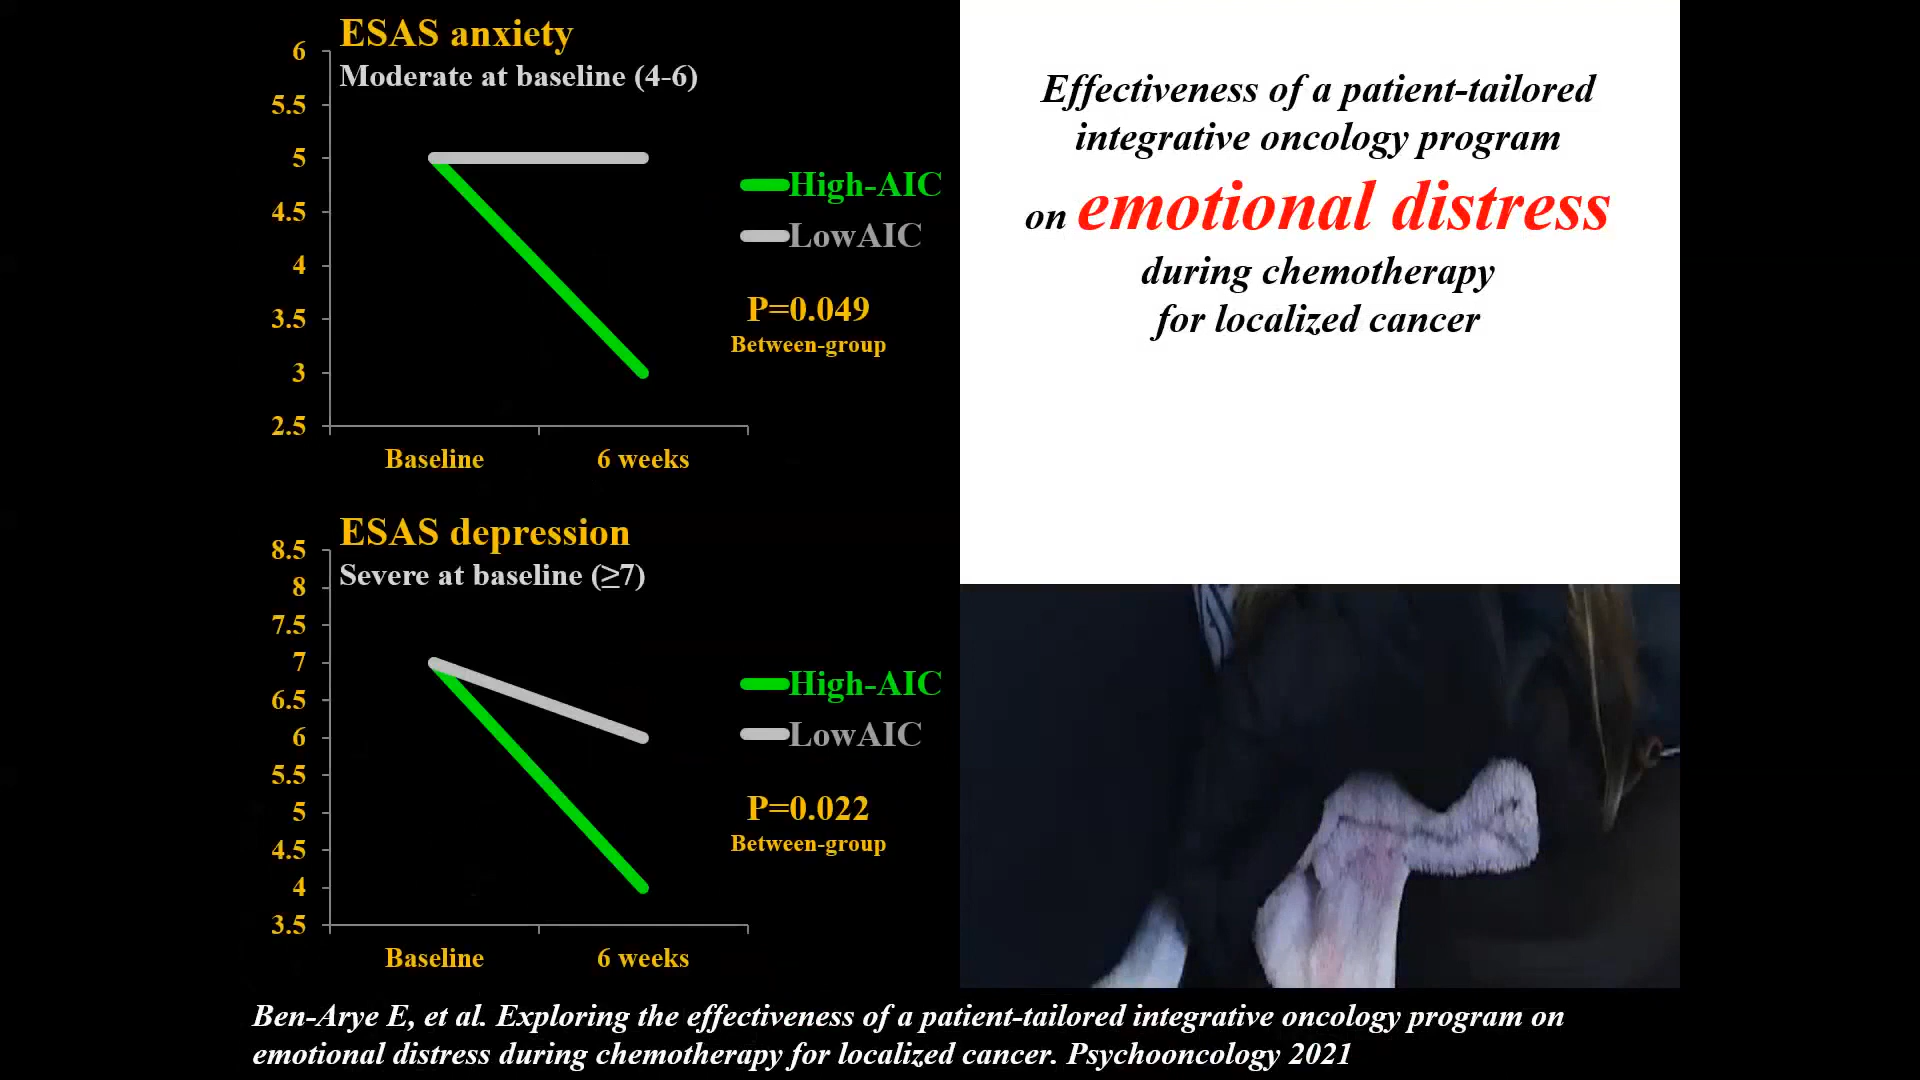 ESAS anxiety
Moderate at baseline (4-6)
6
5.5
5
4.5
4
3.5
3
2.5
Baseline 6 weeks
High-AIC
LowAIC
P=0.049
Between-group
ESAS depression
Severe at baseline (≥7)
8.5
8
7.5
7
6.5
6
5.5
5
4.5
4
3.5
Baseline 6 weeks
High-AIC
LowAIC
P=0.022
Between-group
Effectiveness of a patient-tailored
integrative oncology program
on emotional distress
during chemotherapy
for localized cancer
Ben-Arye E, et al. Exploring the effectiveness of a patient-tailored integrative oncology program on
emotional distress during chemotherapy for localized cancer. Psychooncology 2021